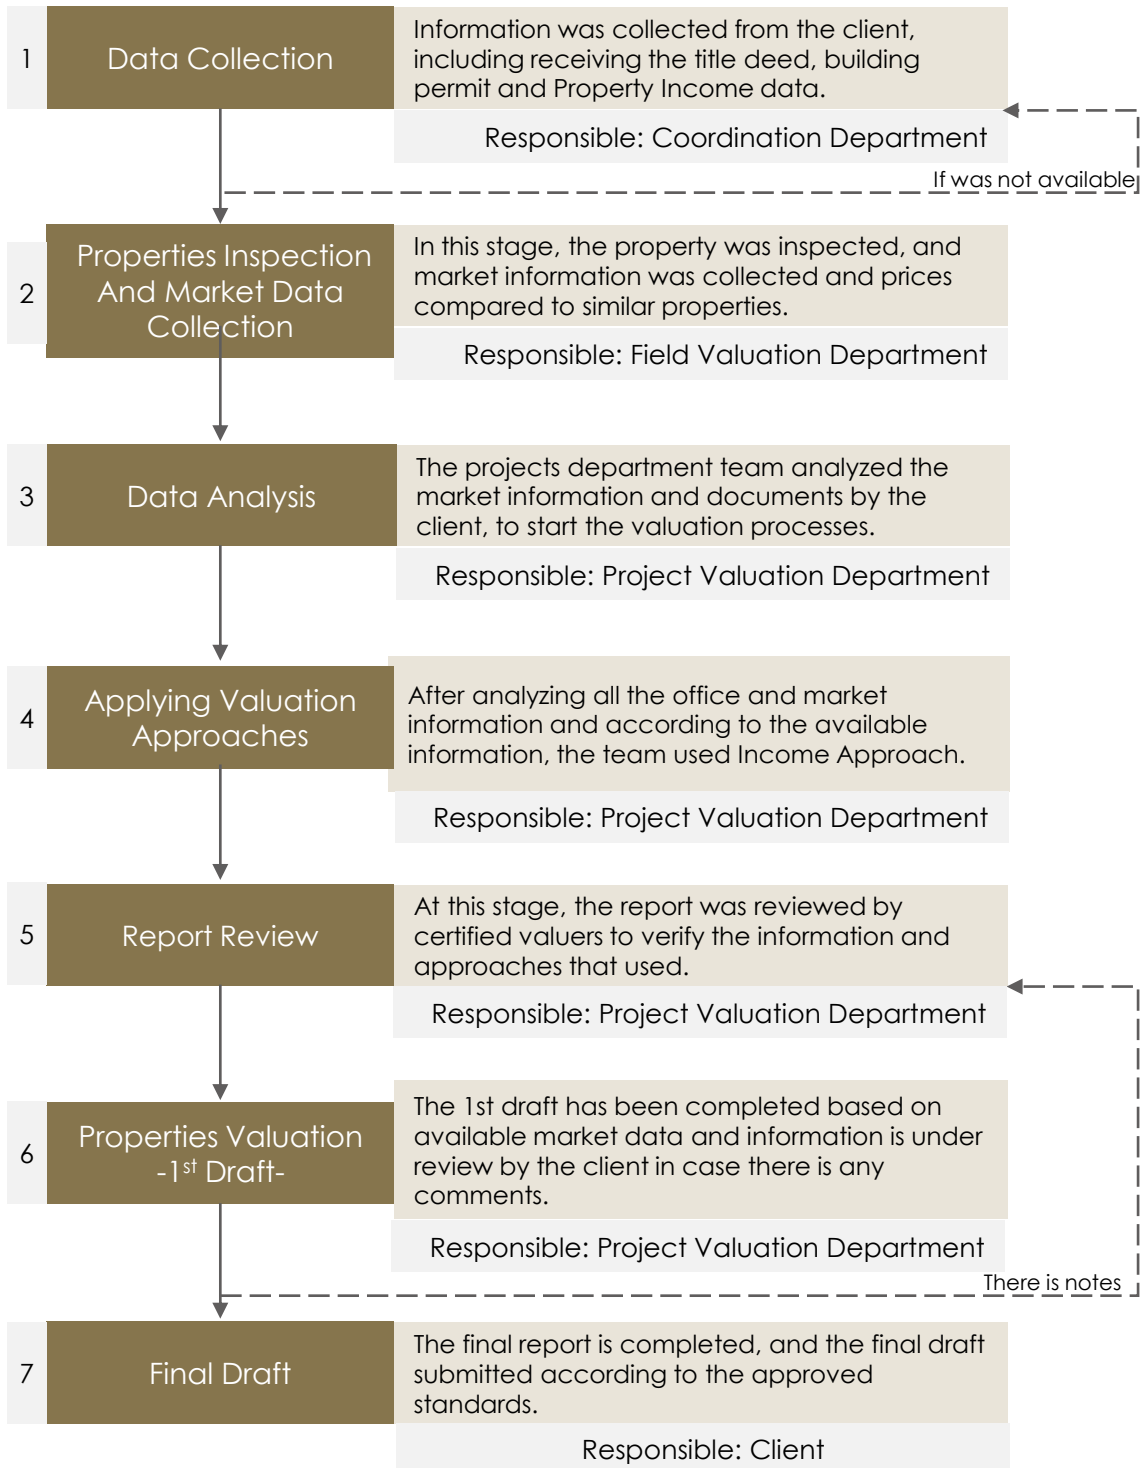 1
Data Collection
Information was collected from the client,
including receiving the title deed, building
permit and Property Income data.
Responsible: Coordination Department
If was not available
2
Properties Inspection
And Market Data
Collection
In this stage, the property was inspected, and
market information was collected and prices
compared to similar properties.
Responsible: Field Valuation Department
3
Data Analysis
The projects department team analyzed the
market information and documents by the
client, to start the valuation processes.
Responsible: Project Valuation Department
4
Applying Valuation
Approaches
After analyzing all the office and market
information and according to the available
information, the team used Income Approach.
Responsible: Project Valuation Department
5
Report Review
At this stage, the report was reviewed by
certified valuers to verify the information and
approaches that used.
Responsible: Project Valuation Department
6
Properties Valuation
-1st Draft-
The 1st draft has been completed based on
available market data and information is under
review by the client in case there is any
comments.
Responsible: Project Valuation Department
There is notes
7
Final Draft
The final report is completed, and the final draft
submitted according to the approved
standards.
Responsible: Client